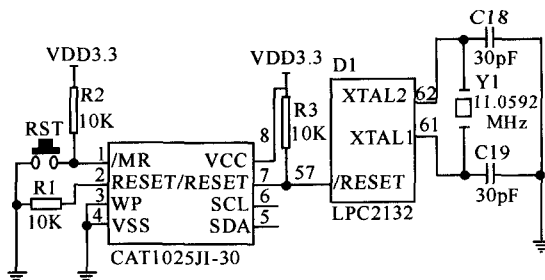 C18
VDD3.3
VDD3.3
D1
30pF
R2
10K
RST
R3
10K
8
XTAL2
62
Y1
11.0592
MHz
XTAL1
61
1
/MR
VCC
2
RESET/RESET
7
57
/RESET
C19
R1
10K
3
WP
SCL
6
4
VSS
SDA
5
LPC2132
30pF
CAT1025JI-30